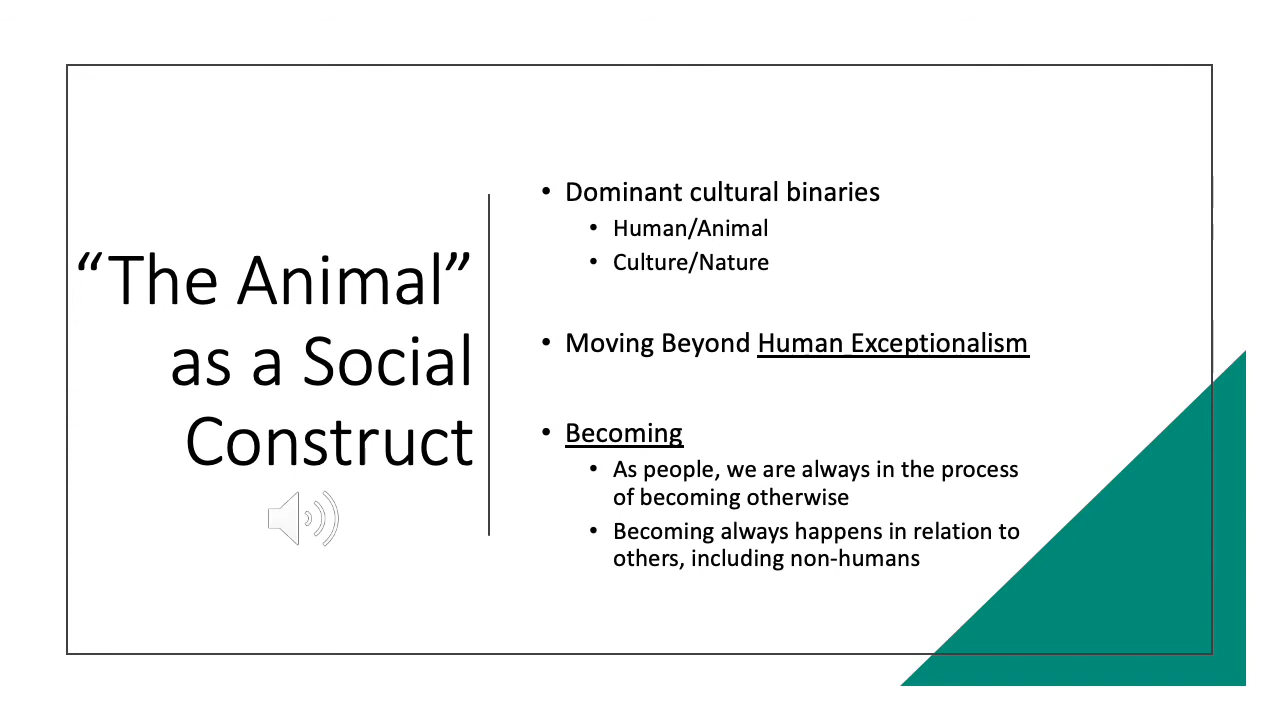 “The Animal”
as a Social
Construct
• Dominant cultural binaries
• Human/Animal
• Culture/Nature
• Moving Beyond Human Exceptionalism
• Becoming
• As people, we are always in the process
of becoming otherwise
• Becoming always happens in relation to
others, including non-humans